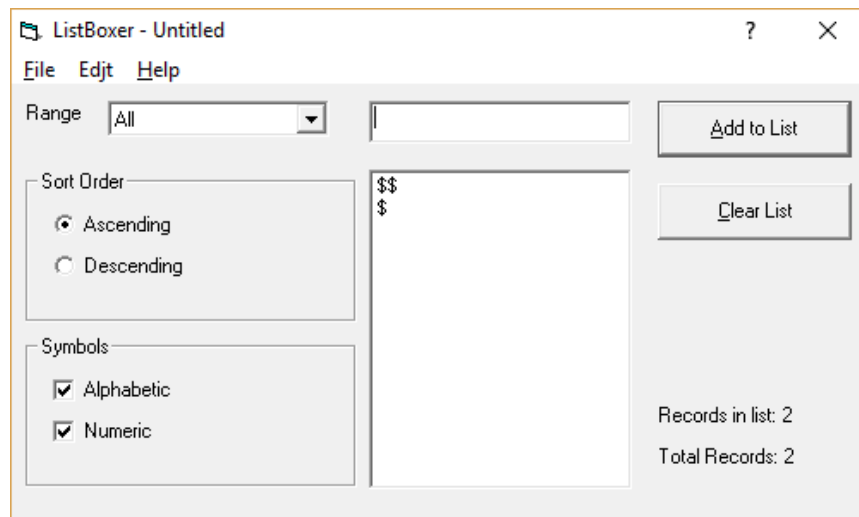 ListBoxer - Untitled ?
File Edjt Help
Range All Add to List
Sort Order
Ascending
Descending
$$
$
Clear List
Symbols
Alphabetic
Numeric
Records in list: 2
Total Records: 2